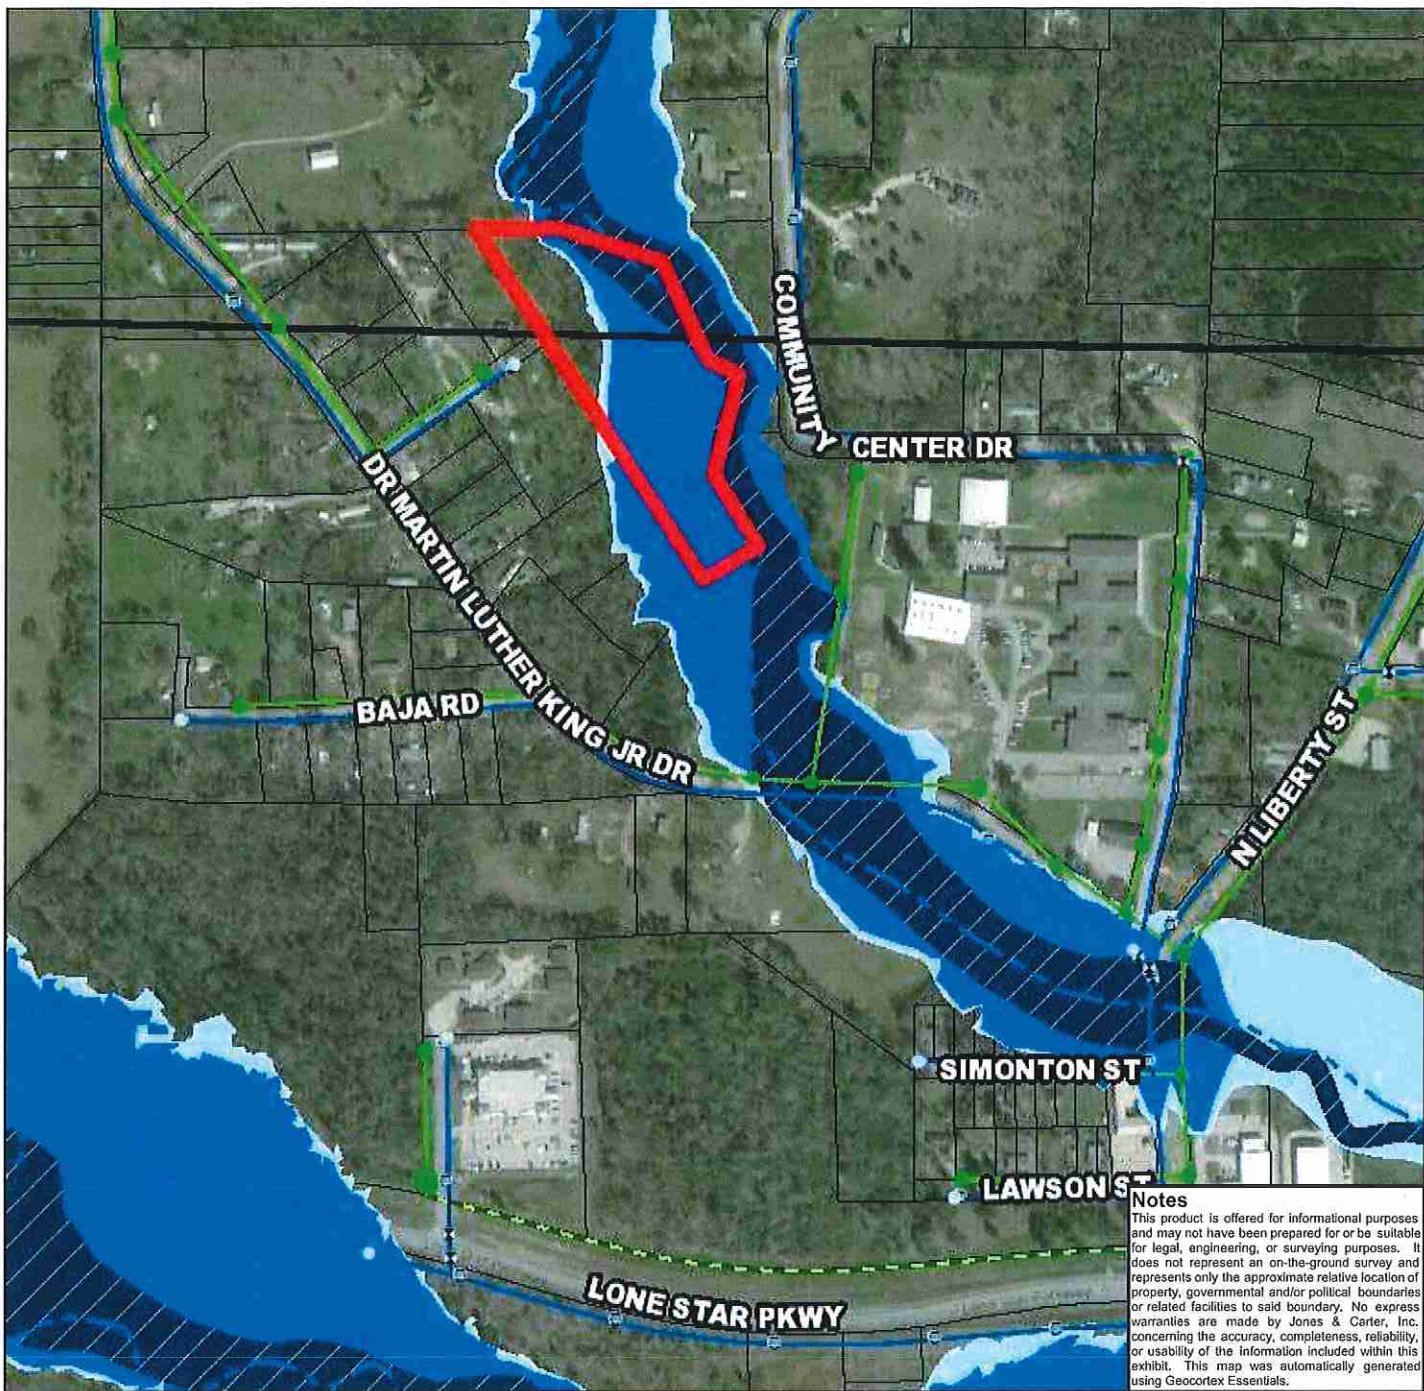 COMMUNITY
CENTER DR
DR MARTIN LUTHER KING JR DR
BAJA RD
N LIBERTY ST
SIMONTON ST
LAWSON ST
LONE STAR PKWY
Notes
This product is offered for informational purposes
and may not have been prepared for or be suitable
for legal, engineering, or surveying purposes. It
does not represent an on-the-ground survey and
represents only the approximate relative location of
property, governmental and/or political boundaries
or related facilities to said boundary. No express
warranties are made by Jones & Carter, Inc.
concerning the accuracy, completeness, reliability,
or usability of the information included within this
exhibit. This map was automatically generated
using Geocortex Essentials.